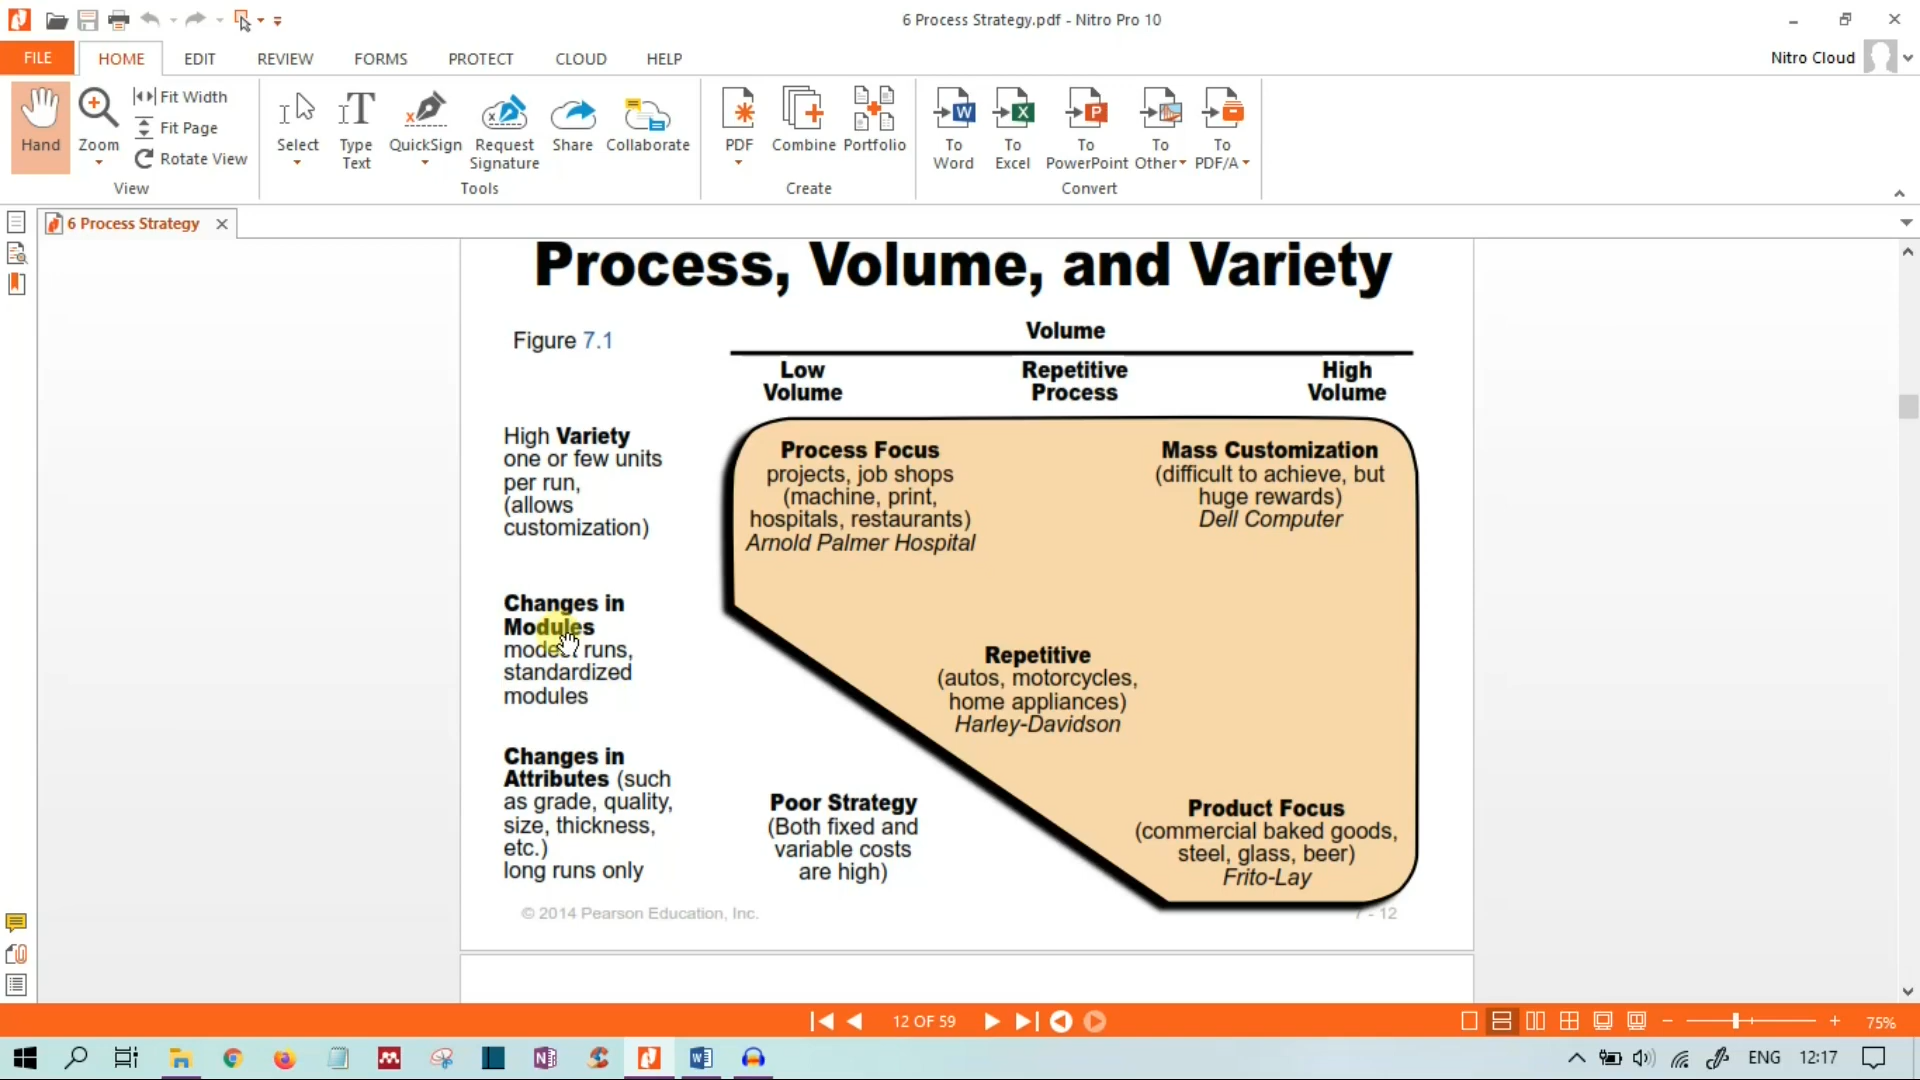 6 Process Strategy.pdf - Nitro Pro 10
FILE HOME EDIT REVIEW FORMS PROTECT CLOUD HELP
Nitro Cloud
Hand
Zoom
Fit Width
Fit Page
Rotate View
View
Select
Type Text
QuickSign
Request Signature
Share
Collaborate
Tools
PDF
Combine
Portfolio
Create
To Word
To Excel
To PowerPoint
To Other
To PDF/A
Convert
6 Process Strategy
Process, Volume, and Variety
Figure 7.1
Volume
Low
Volume
Repetitive
Process
High
Volume
High Variety
one or few units
per run,
(allows
customization)
Process Focus
projects, job shops
(machine, print,
hospitals, restaurants)
Arnold Palmer Hospital
Mass Customization
(difficult to achieve, but
huge rewards)
Dell Computer
Changes in
Modules
modest runs,
standardized
modules
Repetitive
(autos, motorcycles,
home appliances)
Harley-Davidson
Changes in
Attributes (such
as grade, quality,
size, thickness,
etc.)
long runs only
Poor Strategy
(Both fixed and
variable costs
are high)
Product Focus
(commercial baked goods,
steel, glass, beer)
Frito-Lay
© 2014 Pearson Education, Inc.
7 - 12
12 OF 59
75%
ENG
12:17